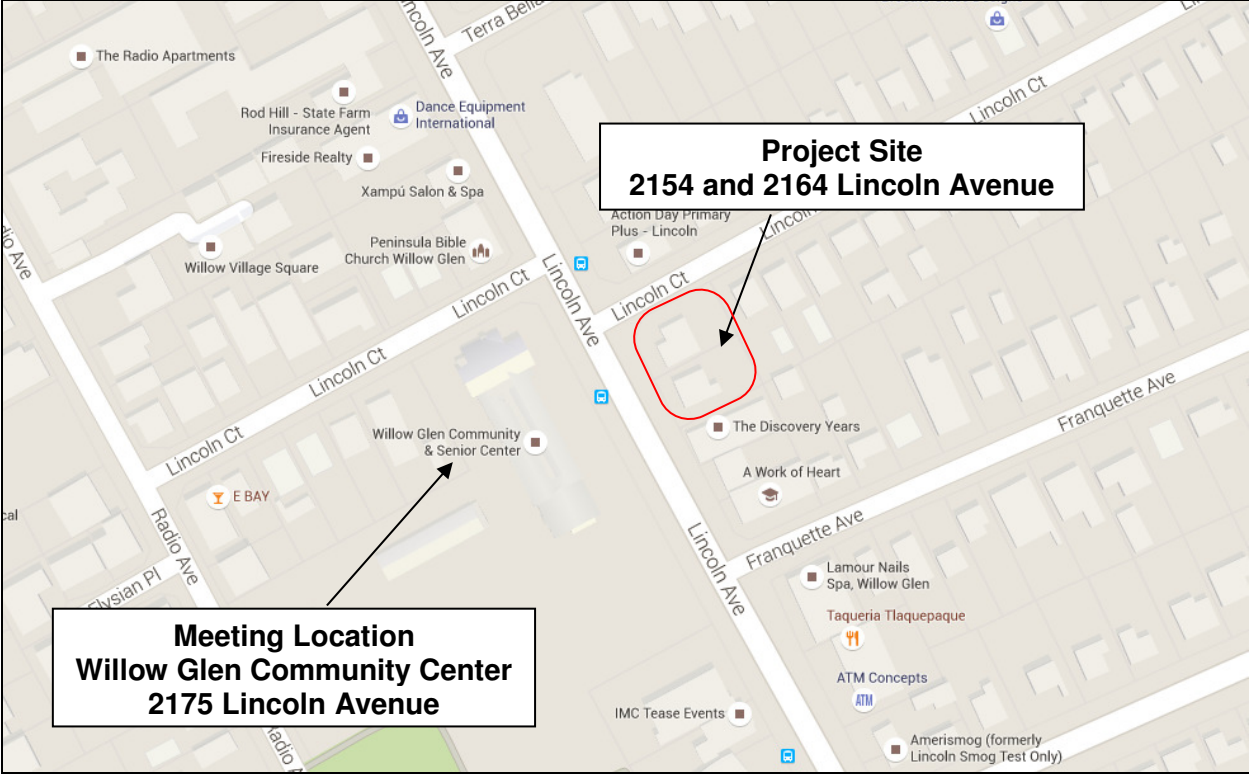 Lincoln Ave
Terra Bella
The Radio Apartments
Lincoln Ct
Rod Hill - State Farm
Insurance Agent
Dance Equipment
International
Fireside Realty
Project Site
2154 and 2164 Lincoln Avenue
Xampú Salon & Spa
Action Day Primary
Plus - Lincoln
Lincoln
Peninsula Bible
Church Willow Glen
Radio Ave
Willow Village Square
Lincoln Ct
Lincoln Ave
Lincoln Ct
Lincoln Ct
Franquette Ave
Willow Glen Community
& Senior Center
The Discovery Years
Lincoln Ct
A Work of Heart
E BAY
cal
Radio Ave
Franquette Ave
Lincoln Ave
Elysian Pl
Lamour Nails
Spa, Willow Glen
Taqueria Tlaquepaque
Meeting Location
Willow Glen Community Center
2175 Lincoln Avenue
ATM Concepts
ATM
IMC Tease Events
Radio A
Amerismog (formerly
Lincoln Smog Test Only)